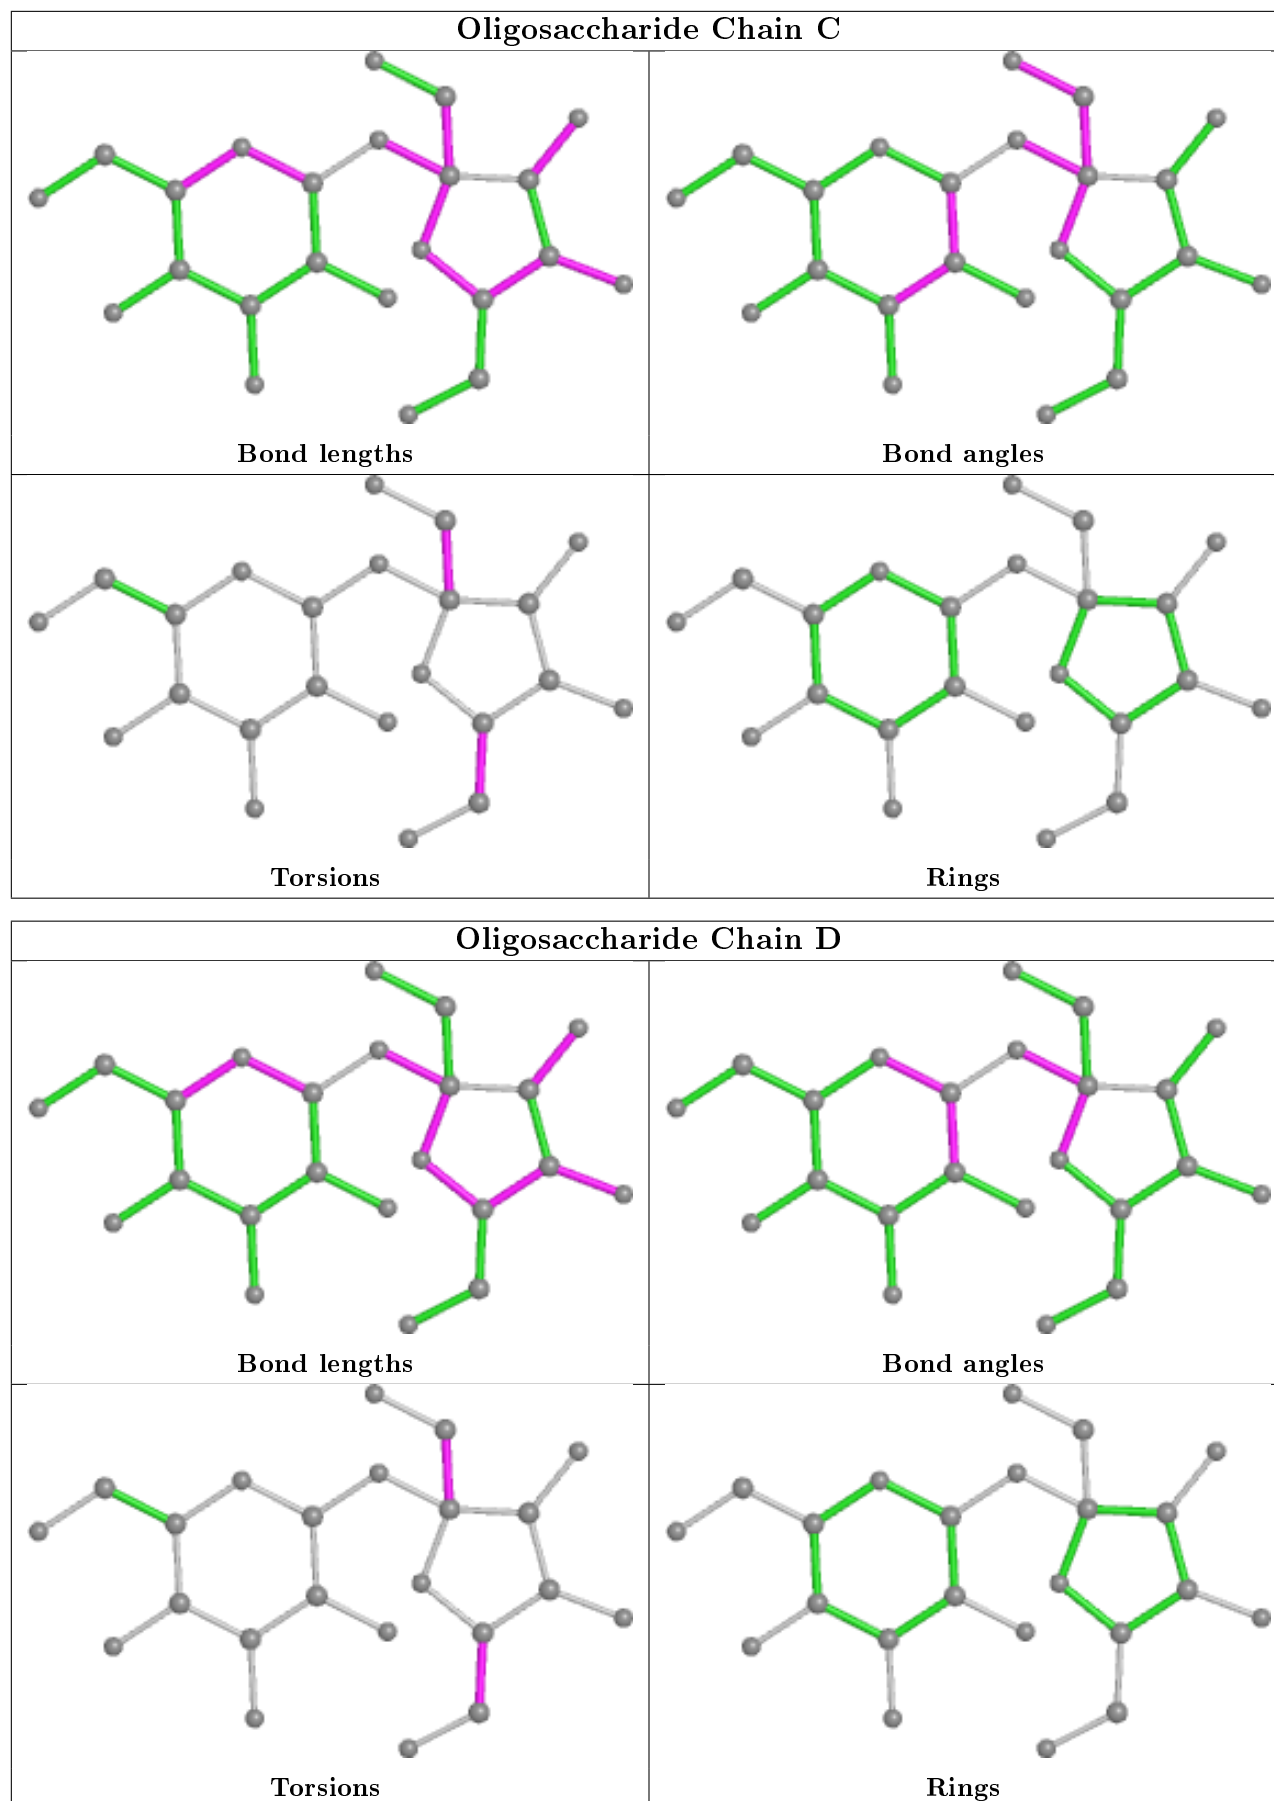 Oligosaccharide Chain C
Bond lengths
Bond angles
Torsions
Rings
Oligosaccharide Chain D
Bond lengths
Bond angles
Torsions
Rings